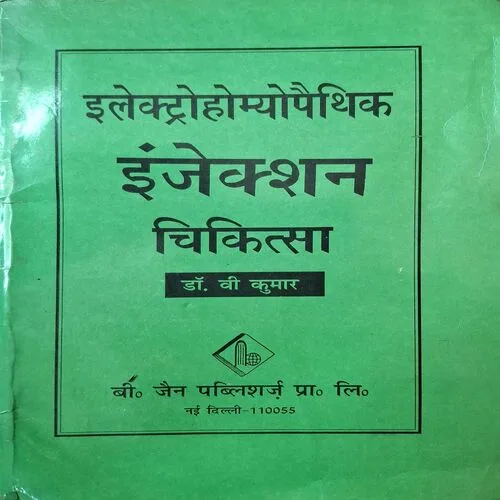 इलेक्ट्रोहोम्योपैथिक
इंजेक्शन
चिकित्सा
डॉ. वी कुमार
बी॰ जैन पब्लिशर्ज़ प्रा॰ लि॰
नई दिल्ली-110055